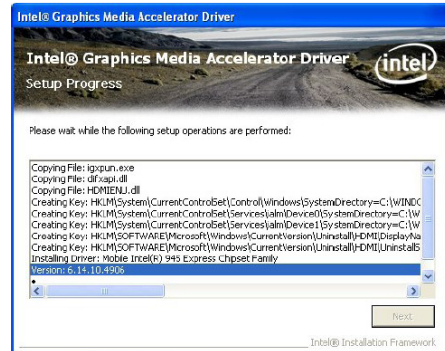 Intel® Graphics Media Accelerator Driver
Intel® Graphics Media Accelerator Driver
intel
Setup Progress
Please wait while the following setup operations are performed:
Copying File: igxpun.exe
Copying File: difxapi.dll
Copying File: HDMIENU.dll
Creating Key: HKLM\System\CurrentControlSet\Control\Windows\SystemDirectory=C:\WINDO
Creating Key: HKLM\System\CurrentControlSet\Services\ialm\Device0\SystemDirectory=C:\W
Creating Key: HKLM\System\CurrentControlSet\Services\ialm\Device1\SystemDirectory=C:\W
Creating Key: HKLM\SOFTWARE\Microsoft\Windows\CurrentVersion\Uninstall\HDMI\DisplayNa
Creating Key: HKLM\SOFTWARE\Microsoft\Windows\CurrentVersion\Uninstall\HDMI\UninstallS
Installing Driver: Mobile Intel(R) 945 Express Chipset Family
Version: 6.14.10.4906
Next
Intel® Installation Framework